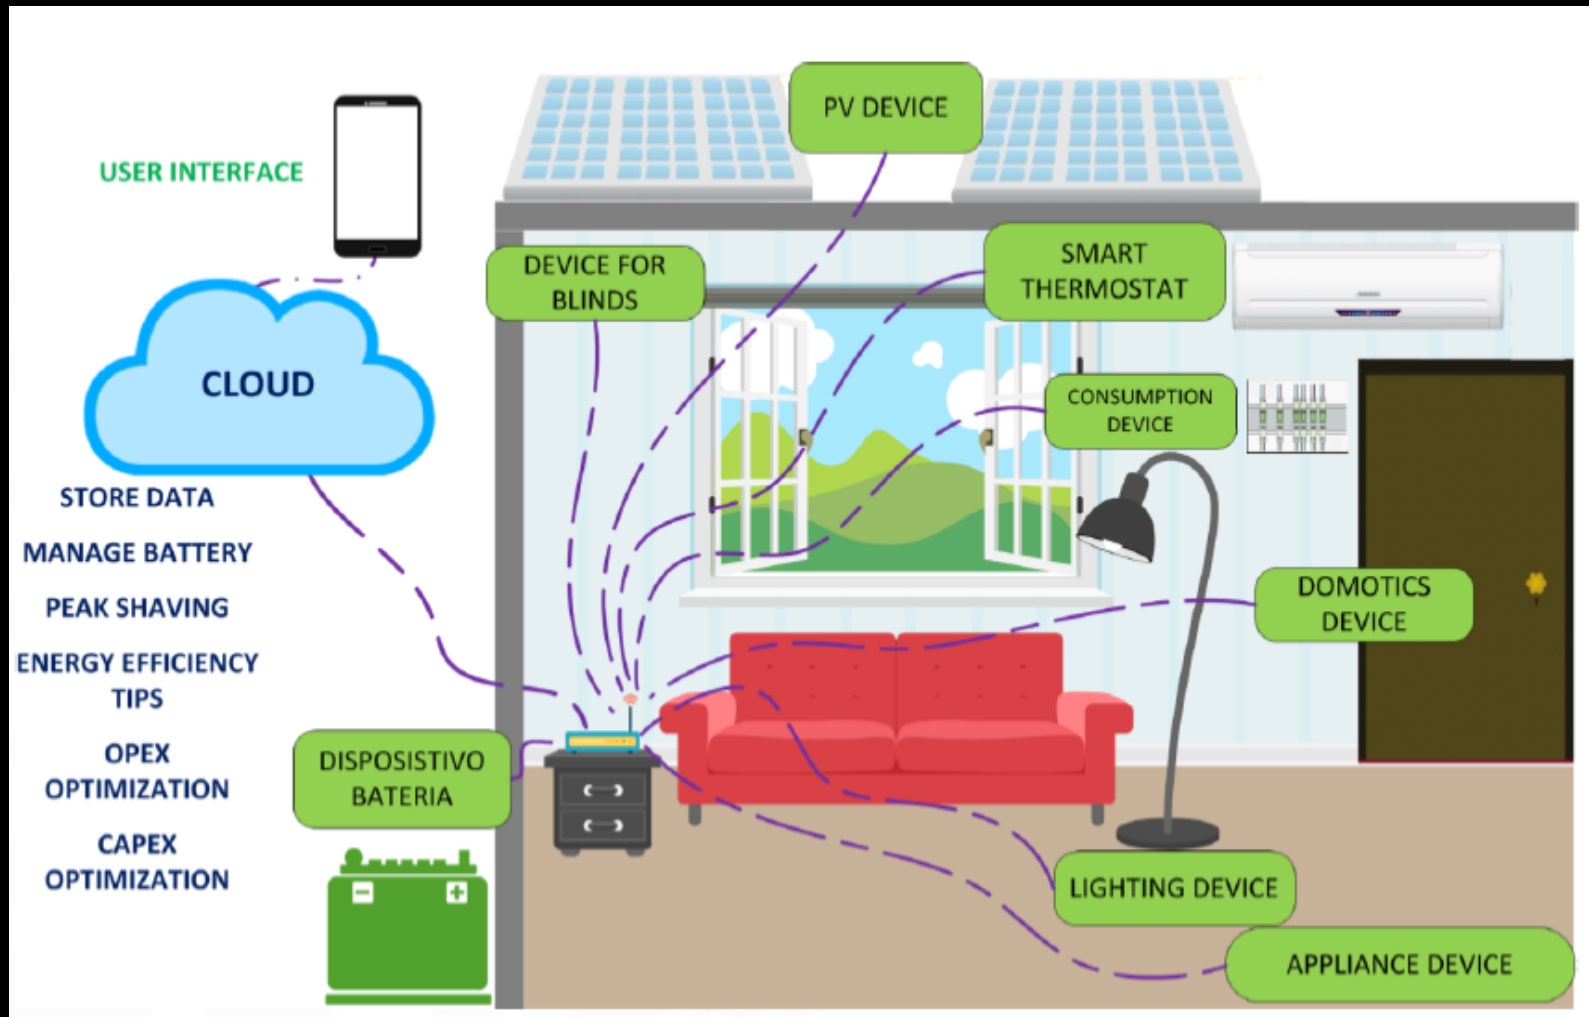 PV DEVICE
USER INTERFACE
DEVICE FOR
BLINDS
SMART
THERMOSTAT
CLOUD
CONSUMPTION
DEVICE
STORE DATA
MANAGE BATTERY
PEAK SHAVING
ENERGY EFFICIENCY
TIPS
OPEX
OPTIMIZATION
CAPEX
OPTIMIZATION
DOMOTICS
DEVICE
DISPOSISTIVO
BATERIA
LIGHTING DEVICE
APPLIANCE DEVICE